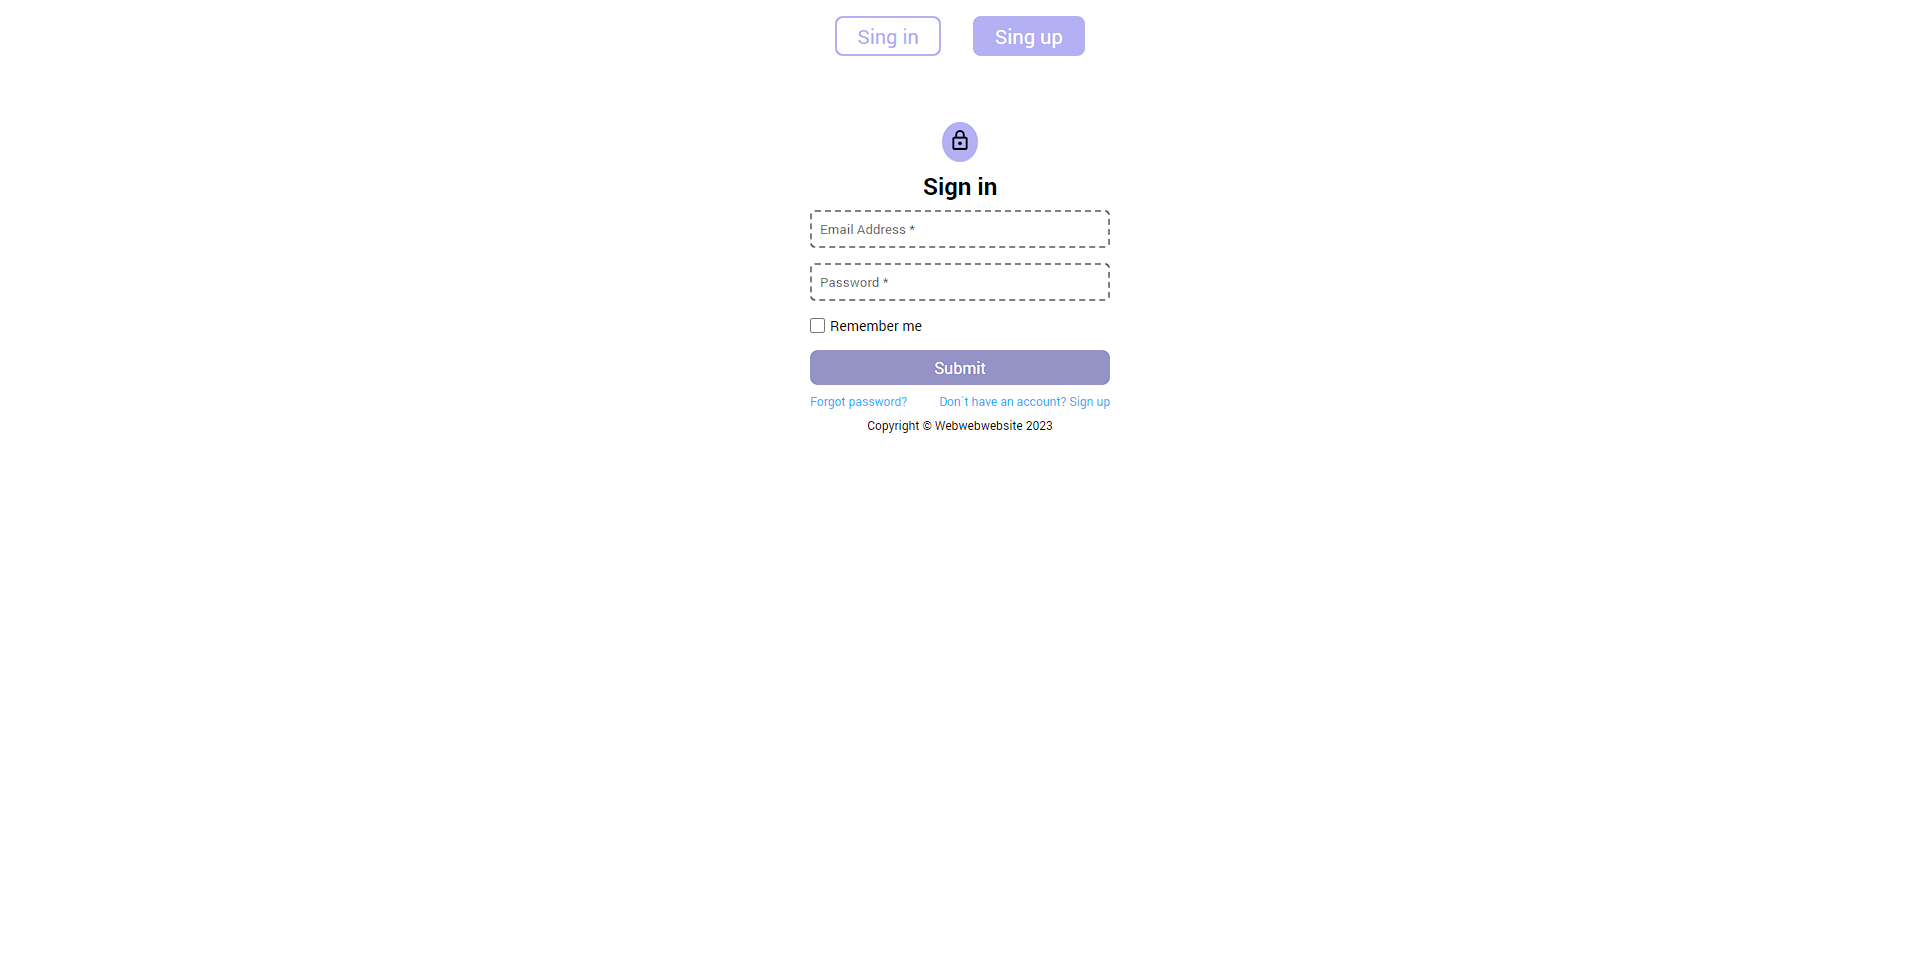 Sing in Sing up
Sign in
Email Address *
Password *
Remember me
Submit
Forgot password? Don`t have an account? Sign up
Copyright © Webwebwebsite 2023